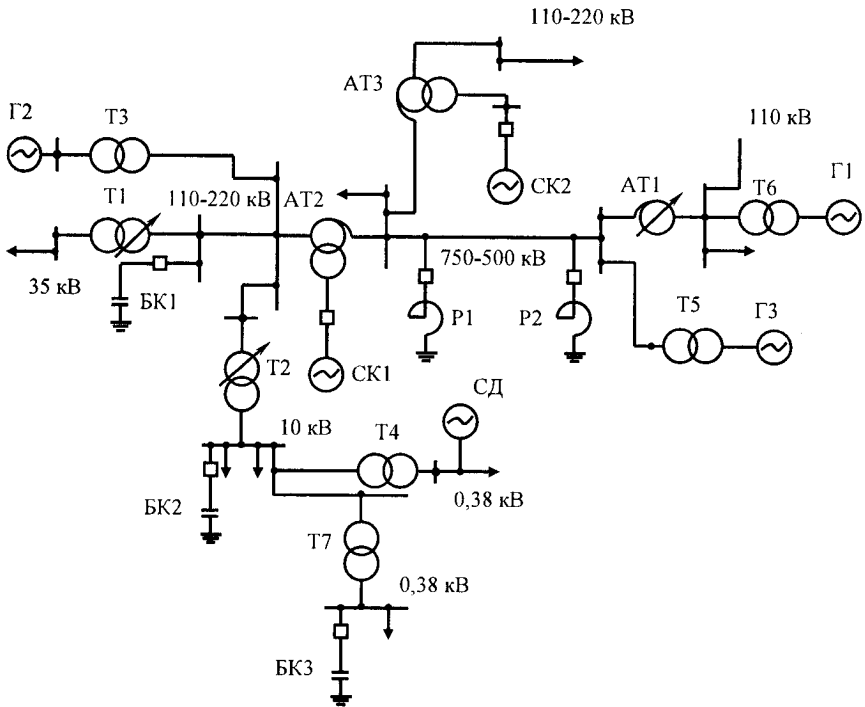 110-220 кВ
АТ3
Г2
Т3
110 кВ
Т1
110-220 кВ
АТ2
СК2
АТ1
Т6
Г1
35 кВ
750-500 кВ
БК1
Р1
Р2
Т5
Г3
Т2
СК1
СД
10 кВ
Т4
0,38 кВ
БК2
Т7
0,38 кВ
БК3